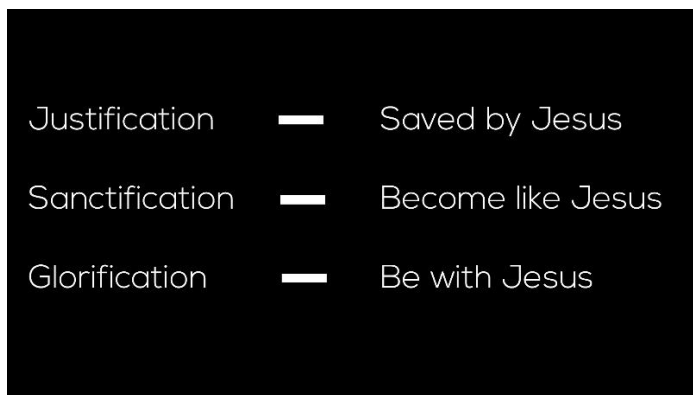 Justification — Saved by Jesus
Sanctification — Become like Jesus
Glorification — Be with Jesus